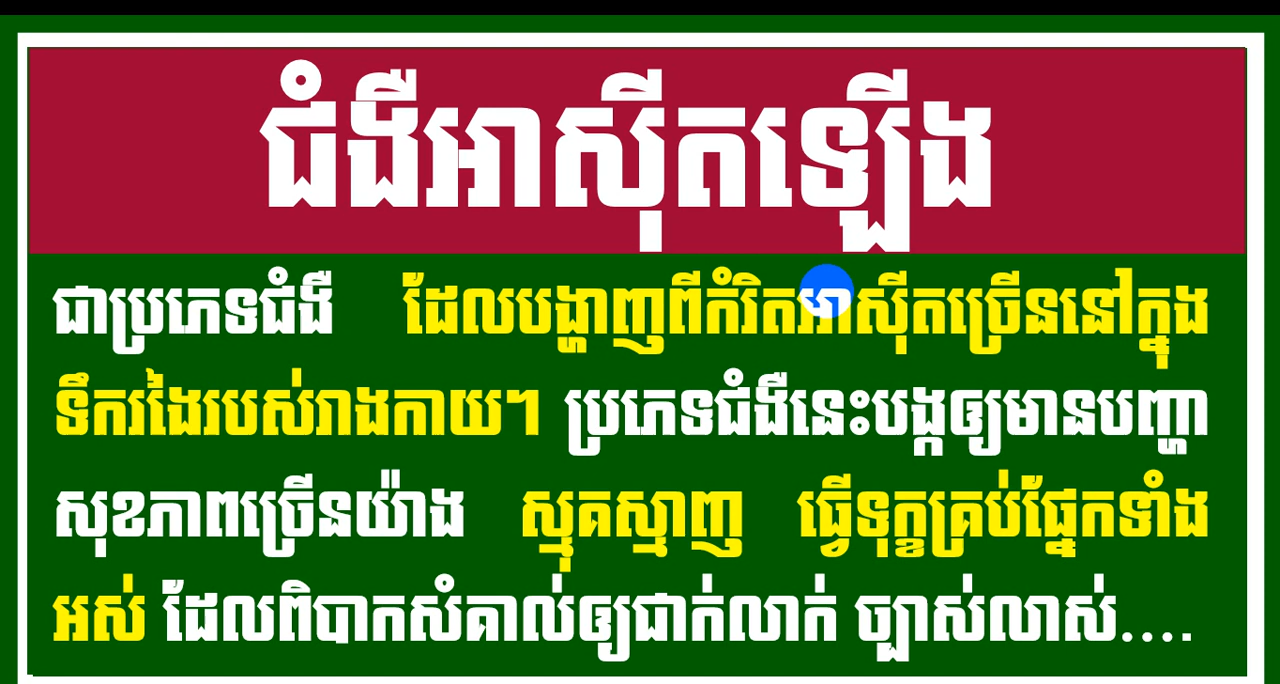 ជំងឺអាស៊ីតឡើង
ជាប្រភេទជំងឺ ដែលបង្ហាញពីកំរិតអាស៊ីតច្រើននៅក្នុង
ទឹករងៃរបស់រាងកាយ។ ប្រភេទជំងឺនេះបង្កឲ្យមានបញ្ហា
សុខភាពច្រើនយ៉ាង ស្មុគស្មាញ ធ្វើទុក្ខគ្រប់ផ្នែកទាំង
អស់ ដែលពិបាកសំគាល់ឲ្យជាក់លាក់ ច្បាស់លាស់....